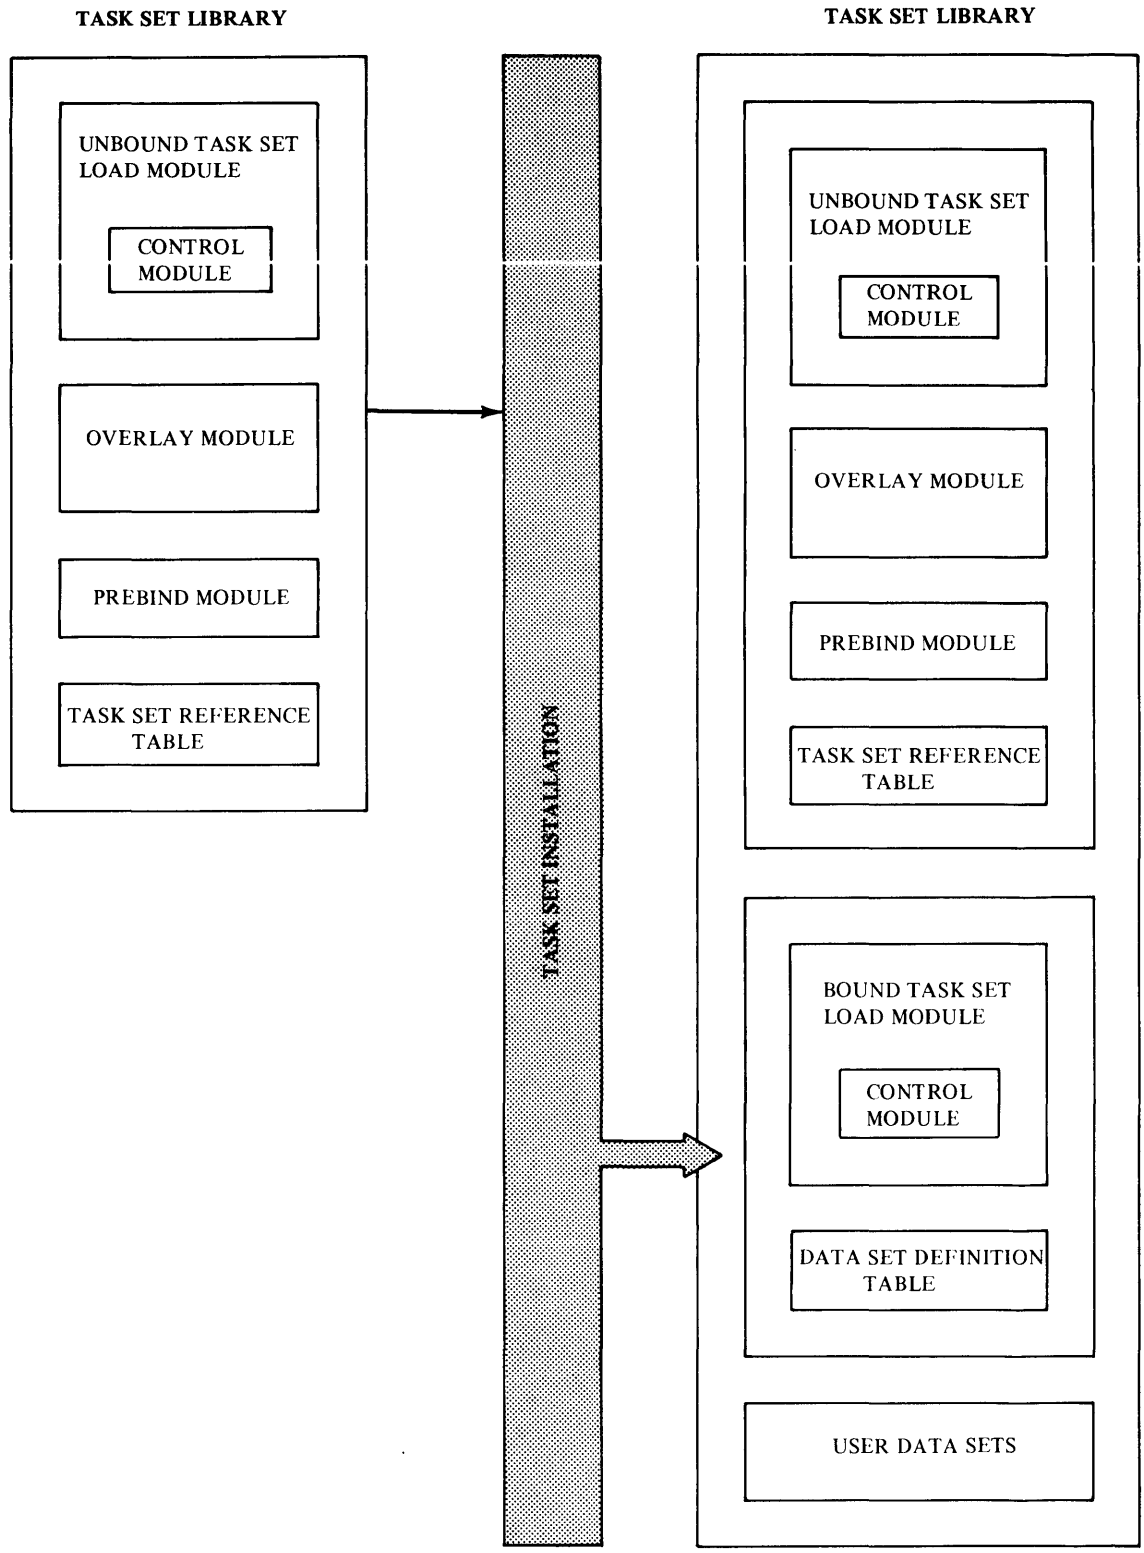 TASK SET LIBRARY
UNBOUND TASK SET
LOAD MODULE
CONTROL
MODULE
OVERLAY MODULE
PREBIND MODULE
TASK SET REFERENCE
TABLE
TASK SET INSTALLATION
TASK SET LIBRARY
UNBOUND TASK SET
LOAD MODULE
CONTROL
MODULE
OVERLAY MODULE
PREBIND MODULE
TASK SET REFERENCE
TABLE
BOUND TASK SET
LOAD MODULE
CONTROL
MODULE
DATA SET DEFINITION
TABLE
USER DATA SETS